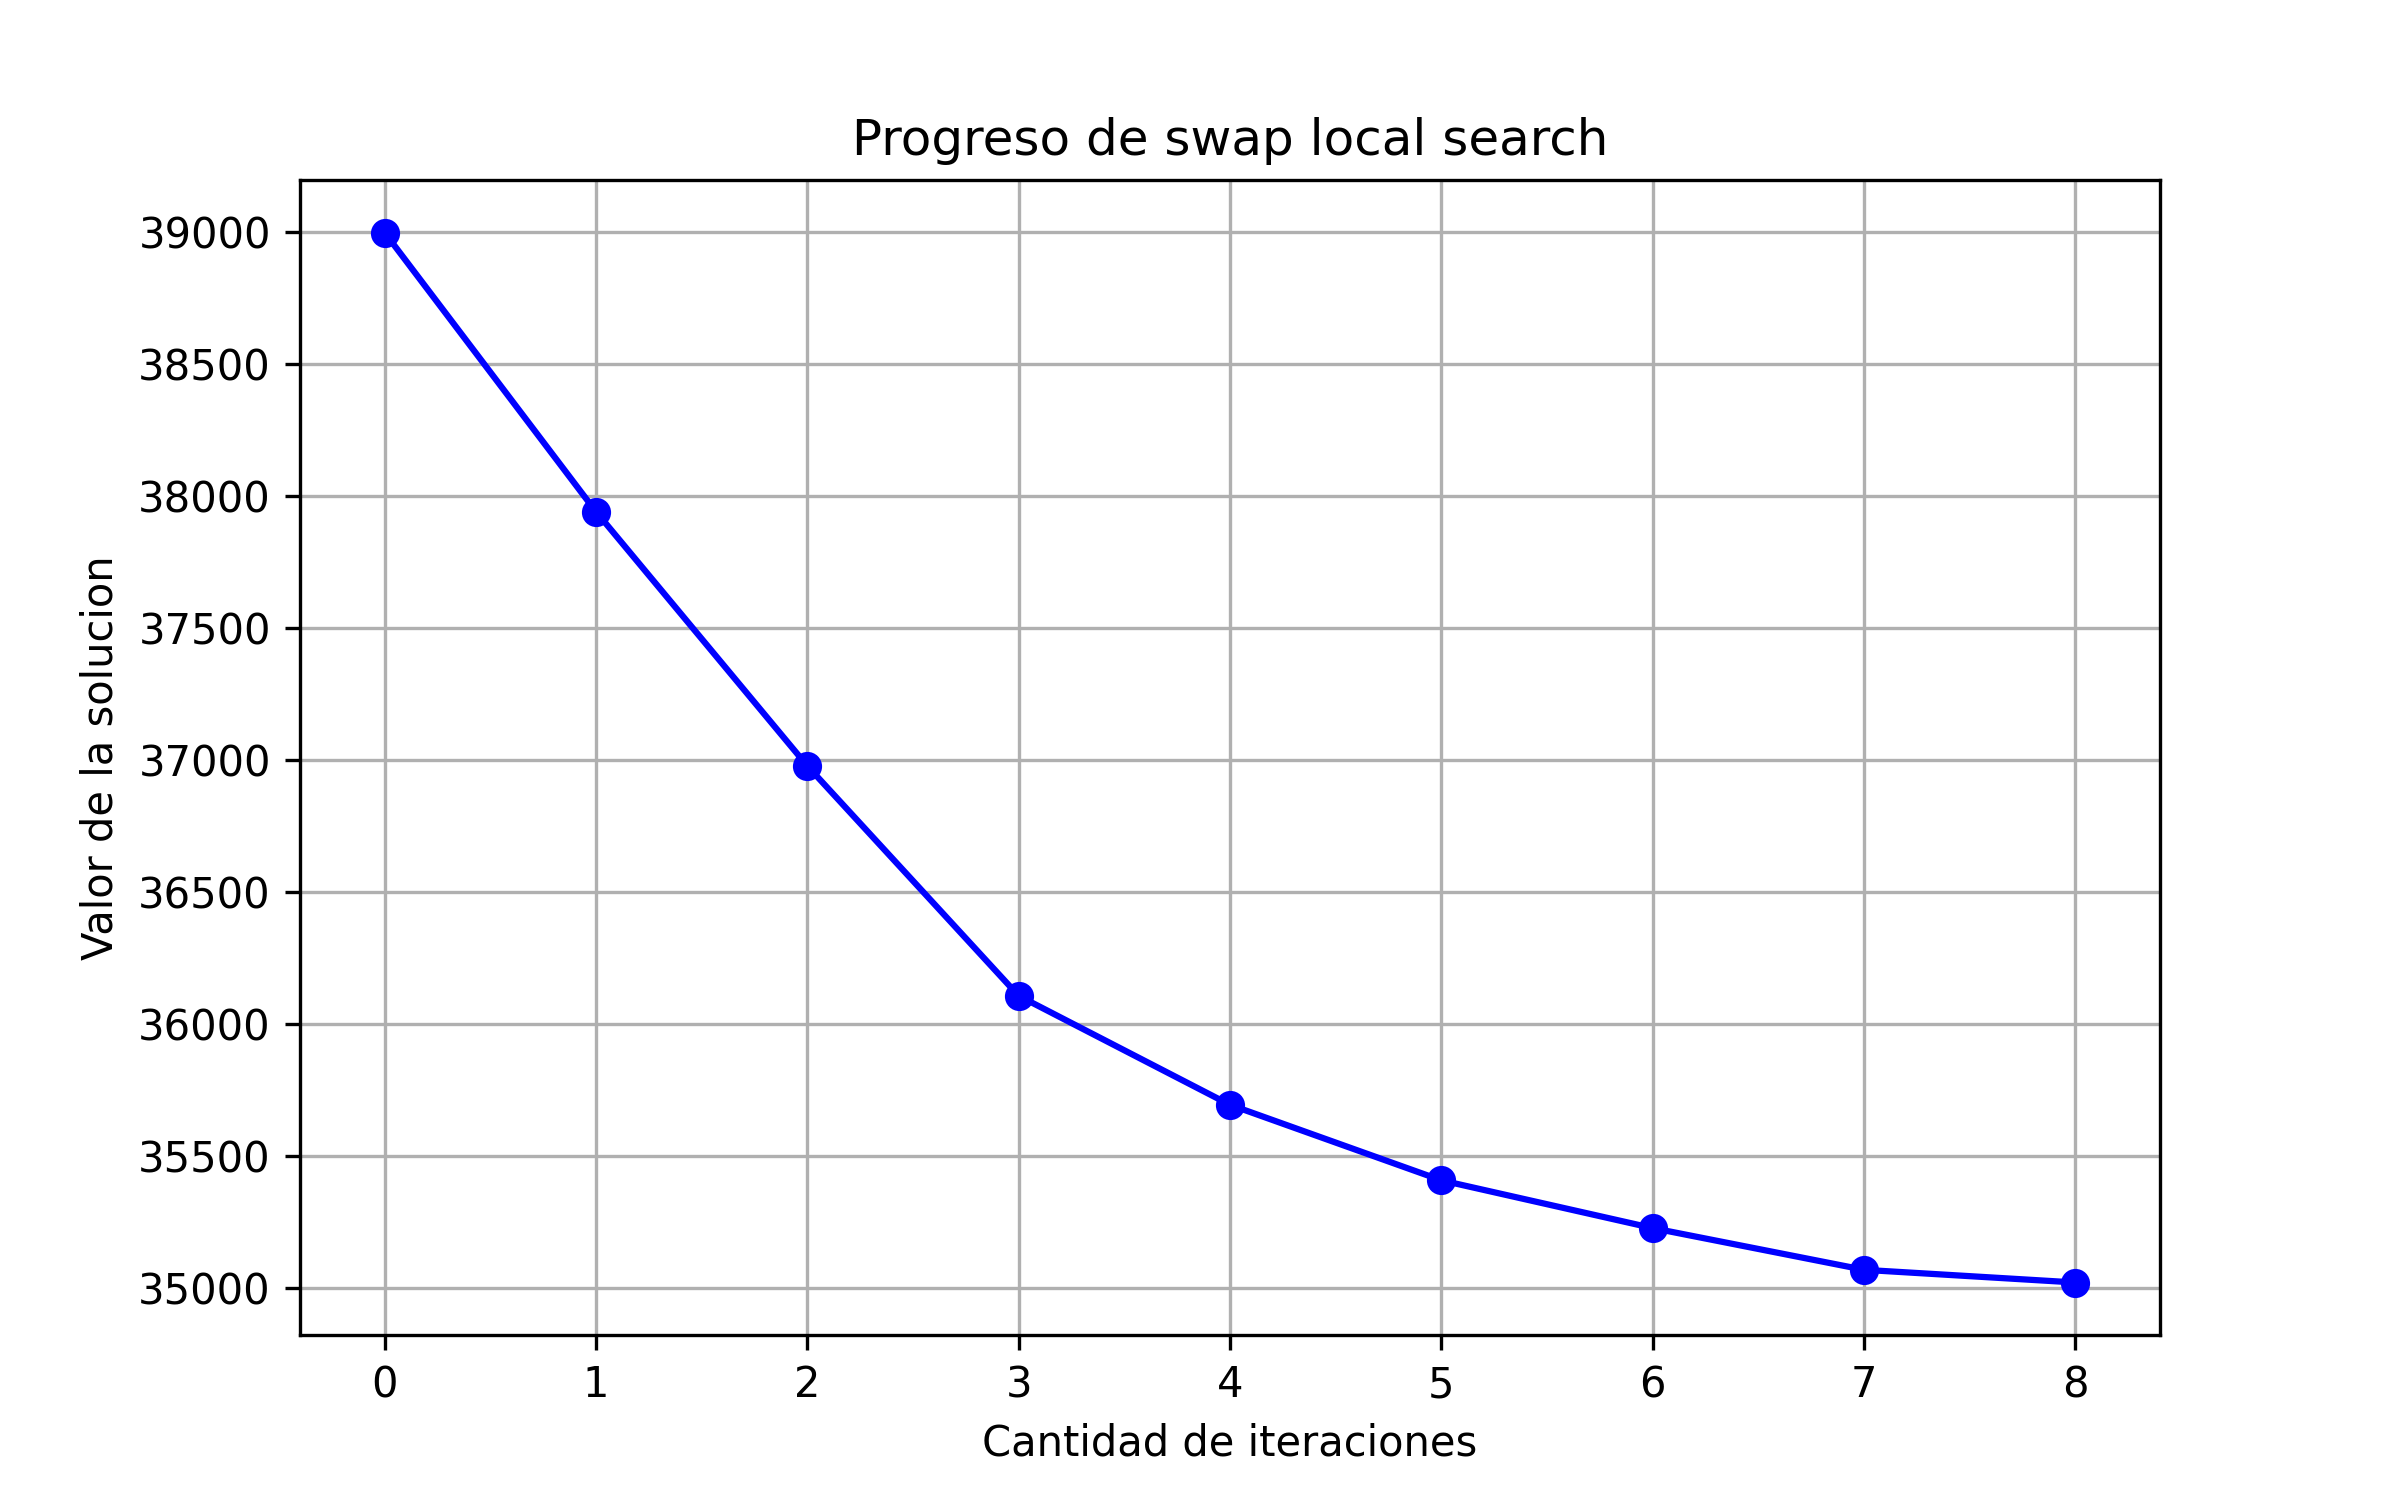 Progreso de swap local search
39000
38500
38000
37500
37000
36500
36000
35500
35000
Valor de la solucion
0 1 2 3 4 5 6 7 8
Cantidad de iteraciones